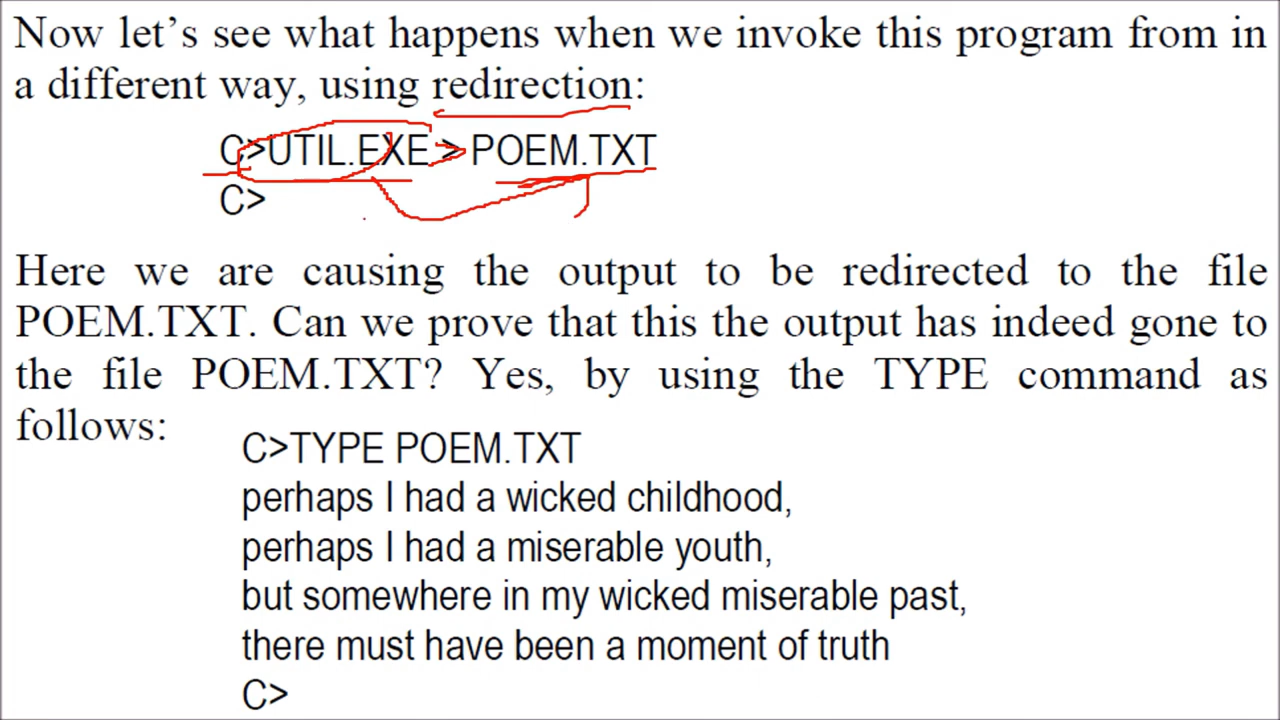 Now let’s see what happens when we invoke this program from in
a different way, using redirection:
C>UTIL.EXE > POEM.TXT
C>
Here we are causing the output to be redirected to the file
POEM.TXT. Can we prove that this the output has indeed gone to
the file POEM.TXT? Yes, by using the TYPE command as
follows:
C>TYPE POEM.TXT
perhaps I had a wicked childhood,
perhaps I had a miserable youth,
but somewhere in my wicked miserable past,
there must have been a moment of truth
C>